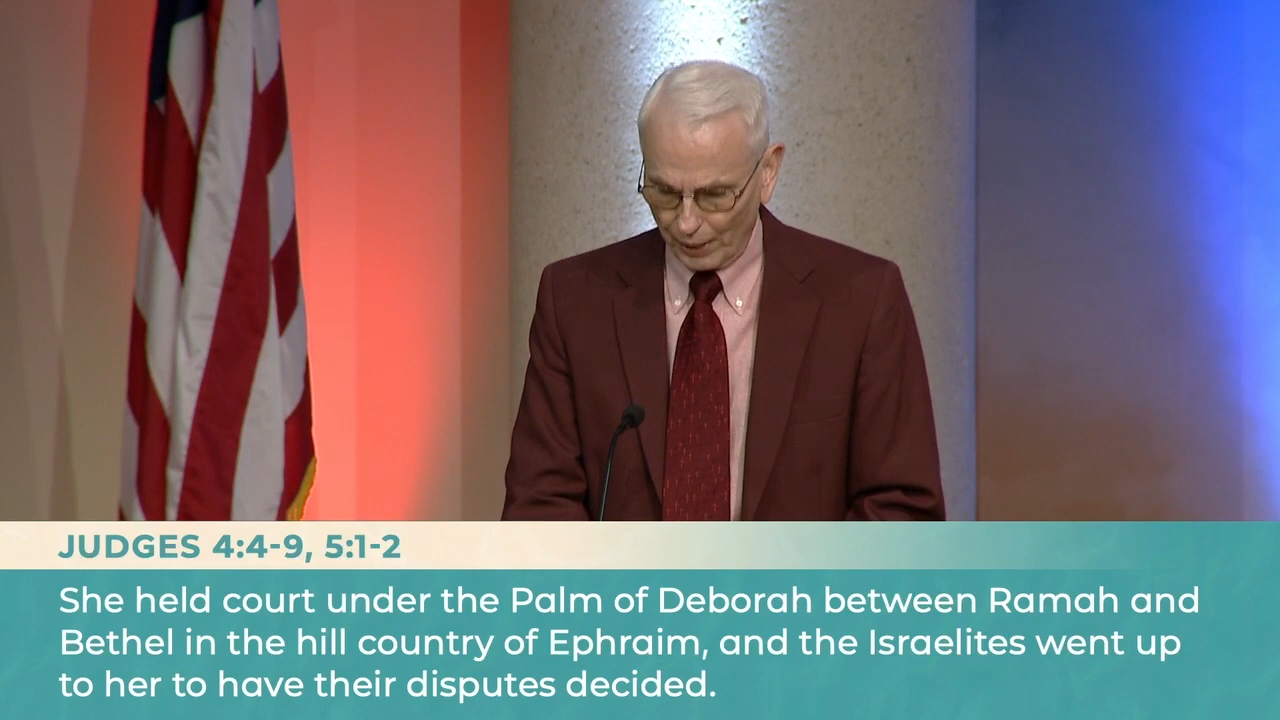 JUDGES 4:4-9, 5:1-2
She held court under the Palm of Deborah between Ramah and
Bethel in the hill country of Ephraim, and the Israelites went up
to her to have their disputes decided.